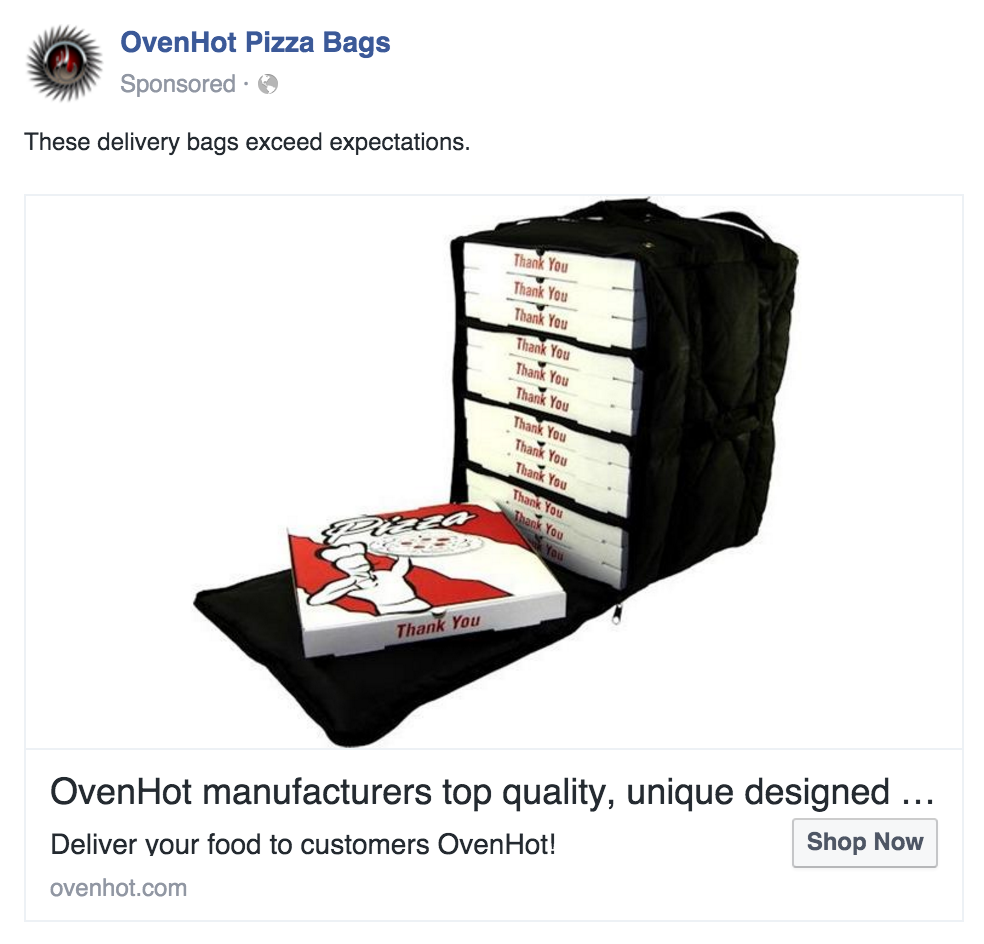 OvenHot Pizza Bags
Sponsored ·
These delivery bags exceed expectations.
Thank You
Thank You
Thank You
Thank You
Thank You
Thank You
Thank You
Thank You
Thank You
Thank You
Thank You
You
Pizza
Thank You
OvenHot manufacturers top quality, unique designed ...
Deliver your food to customers OvenHot!
Shop Now
ovenhot.com